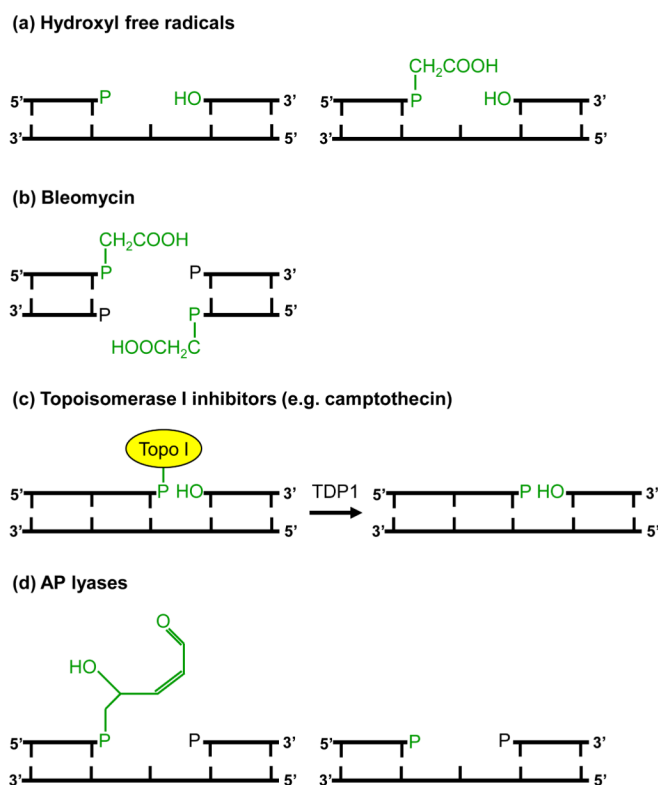 (a) Hydroxyl free radicals
CH2COOH
5’ P HO 3’ 5’ P HO 3’
3’ 5’ 3’ 5’
(b) Bleomycin
CH2COOH
5’ P P 3’
3’ P P 5’
HOOCH2C
(c) Topoisomerase I inhibitors (e.g. camptothecin)
Topo I
5’ P HO 3’ TDP1 5’ P HO 3’
3’ 5’ 3’ 5’
(d) AP lyases
O
HO
5’ P P 3’ 5’ P P 3’
3’ 5’ 3’ 5’